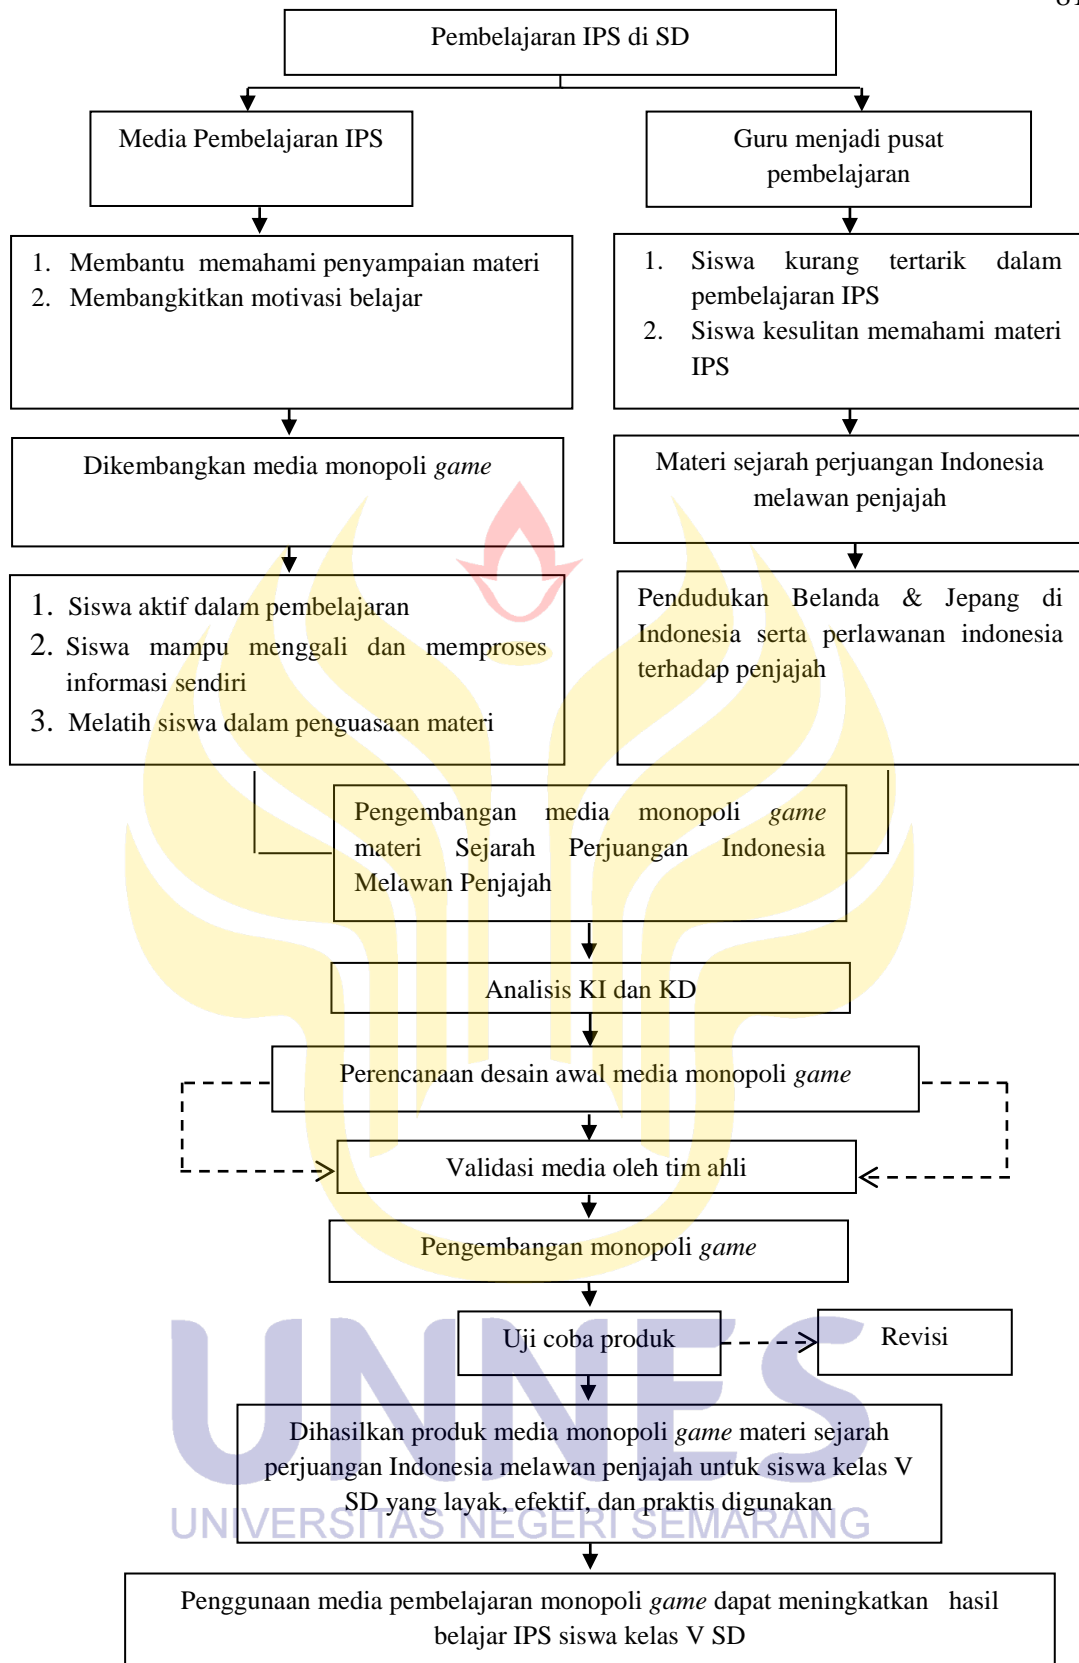 Pembelajaran IPS di SD
Media Pembelajaran IPS
Guru menjadi pusat
pembelajaran
1. Membantu memahami penyampaian materi
2. Membangkitkan motivasi belajar
1. Siswa kurang tertarik dalam
pembelajaran IPS
2. Siswa kesulitan memahami materi
IPS
Dikembangkan media monopoli game
Materi sejarah perjuangan Indonesia
melawan penjajah
1. Siswa aktif dalam pembelajaran
2. Siswa mampu menggali dan memproses
informasi sendiri
3. Melatih siswa dalam penguasaan materi
Pendudukan Belanda & Jepang di
Indonesia serta perlawanan indonesia
terhadap penjajah
Pengembangan media monopoli game
materi Sejarah Perjuangan Indonesia
Melawan Penjajah
Analisis KI dan KD
Perencanaan desain awal media monopoli game
Validasi media oleh tim ahli
Pengembangan monopoli game
Uji coba produk
Revisi
UNNES
Dihasilkan produk media monopoli game materi sejarah
perjuangan Indonesia melawan penjajah untuk siswa kelas V
SD yang layak, efektif, dan praktis digunakan
UNIVERSITAS NEGERI SEMARANG
Penggunaan media pembelajaran monopoli game dapat meningkatkan hasil
belajar IPS siswa kelas V SD